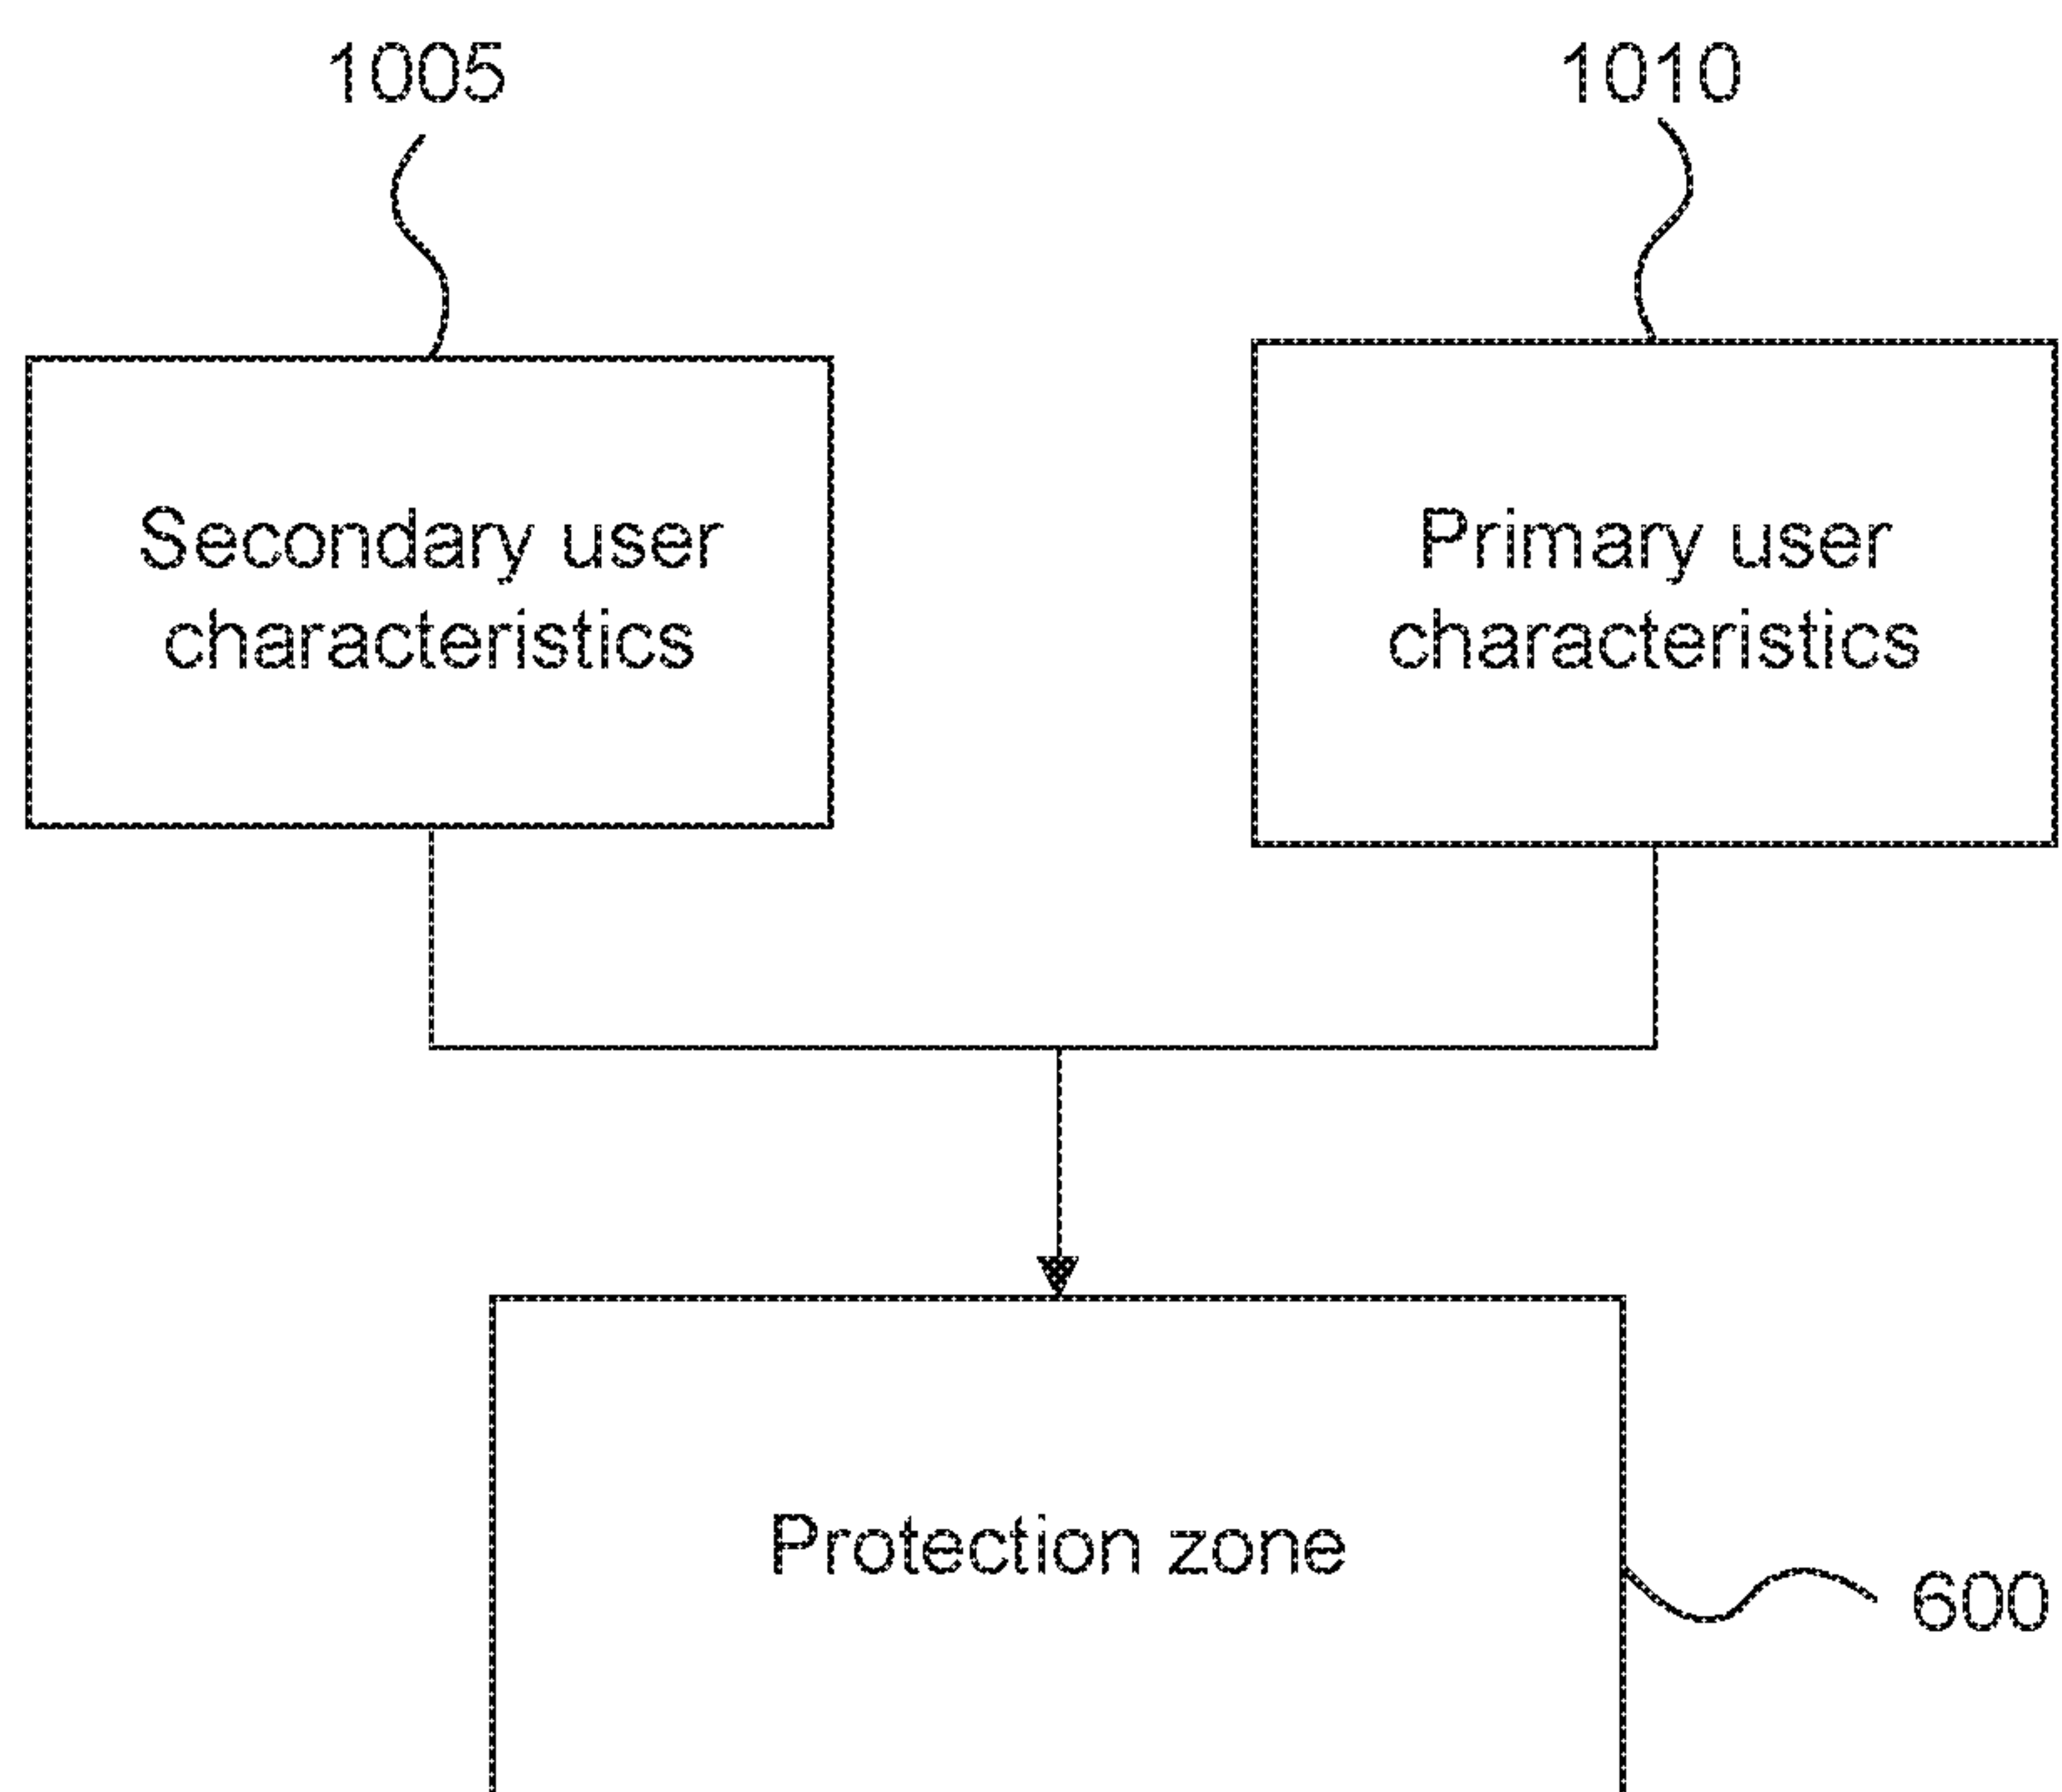 1005
1010
Secondary user
characteristics
Primary user
characteristics
Protection zone
600